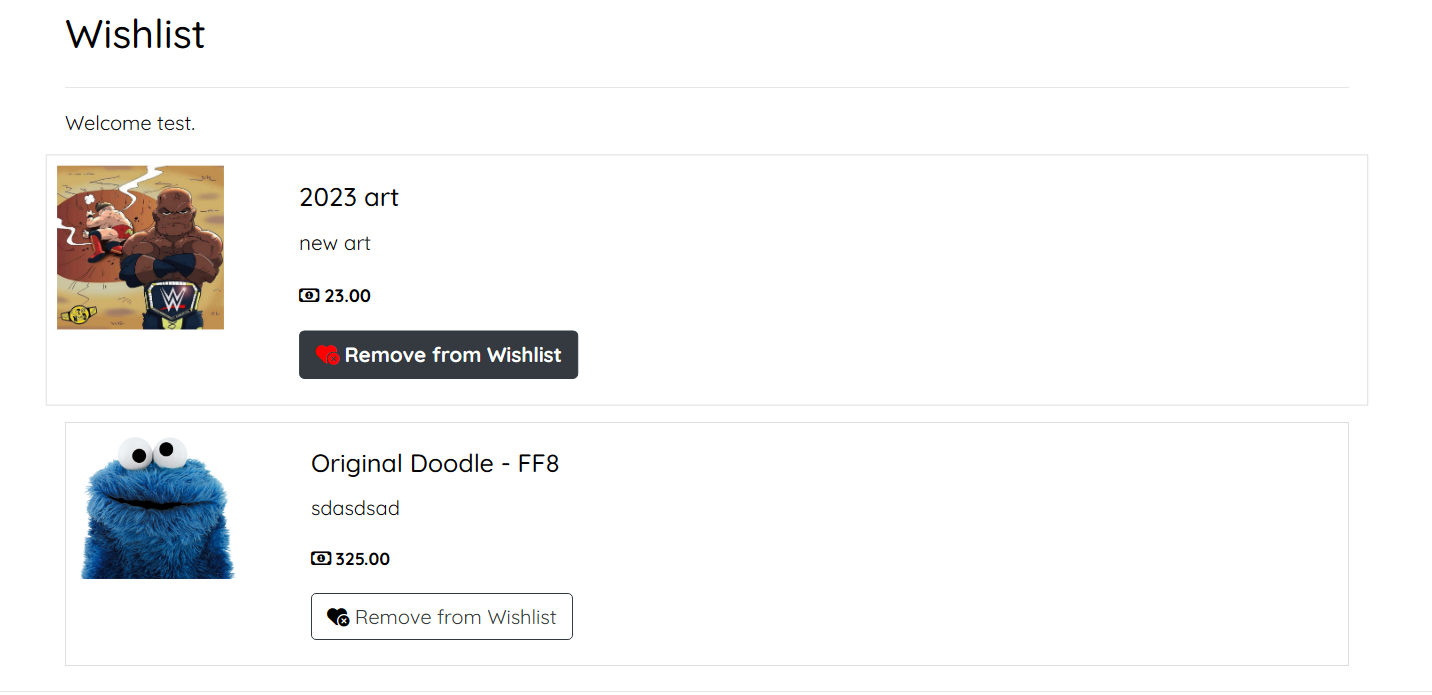 Wishlist
Welcome test.
2023 art
new art
23.00
Remove from Wishlist
Original Doodle - FF8
sdasdsad
325.00
Remove from Wishlist